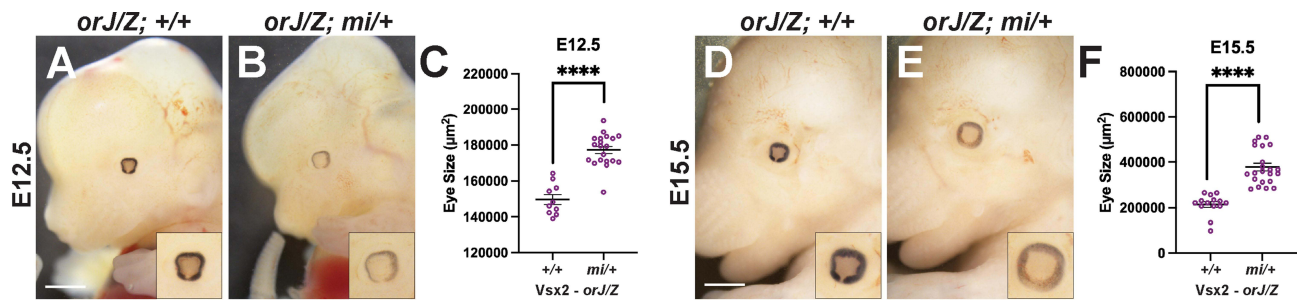 orJ/Z; +/+
orJ/Z; mi/+
E12.5
A
B
C
E12.5
****
Eye Size (µm²)
220000
200000
180000
160000
140000
120000
+/+
mi/+
Vsx2 - orJ/Z
orJ/Z; +/+
orJ/Z; mi/+
E15.5
D
E
F
E15.5
****
Eye Size (µm²)
800000
600000
400000
200000
0
+/+
mi/+
Vsx2 - orJ/Z